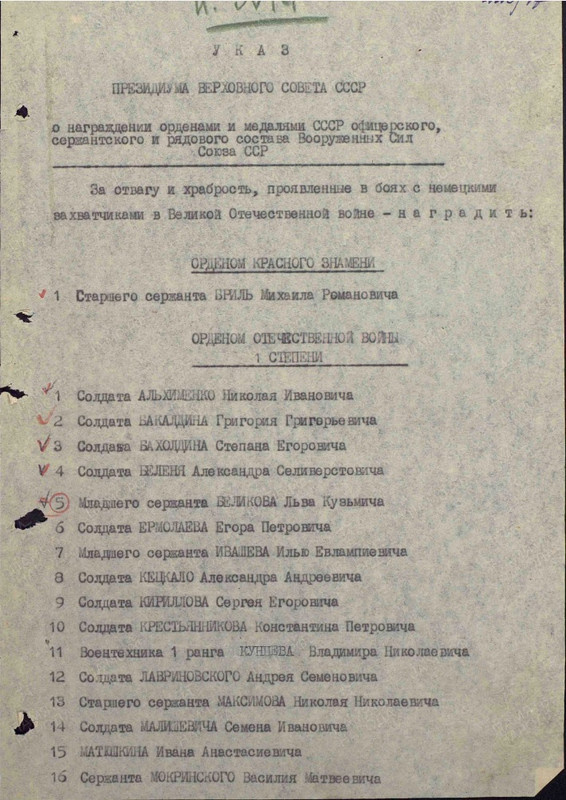 У К А З
ПРЕЗИДИУМА ВЕРХОВНОГО СОВЕТА СССР
о награждении орденами и медалями СССР офицерского,
сержантского и рядового состава Вооруженных Сил
Союза ССР
За отвагу и храбрость, проявленные в боях с немецкими
захватчиками в Великой Отечественной войне - н а г р а д и т ь:
ОРДЕНОМ КРАСНОГО ЗНАМЕНИ
1 Старшего сержанта БРИЛЬ Михаила Романовича
ОРДЕНОМ ОТЕЧЕСТВЕННОЙ ВОЙНЫ
1 СТЕПЕНИ
1 Солдата АЛЬХИМЕНКО Николая Ивановича
2 Солдата БАКАЛДИНА Григория Григорьевича
3 Солдата БАХОЛДИНА Степана Егоровича
4 Солдата БЕЛЕНЯ Александра Селиверстовича
5 Младшего сержанта БЕЛИКОВА Льва Кузьмича
6 Солдата ЕРМОЛАЕВА Егора Петровича
7 Младшего сержанта ИВАШЕВА Илью Евлампиевича
8 Солдата КЕЦКАЛО Александра Андреевича
9 Солдата КИРИЛЛОВА Сергея Егоровича
10 Солдата КРЕСТЬЯННИКОВА Константина Петровича
11 Воентехника 1 ранга КУНЦЕВА Владимира Николаевича
12 Солдата ЛАВРИНОВСКОГО Андрея Семеновича
13 Старшего сержанта МАКСИМОВА Николая Николаевича
14 Солдата МАЛИШЕВИЧА Семена Ивановича
15 МАТЮШКИНА Ивана Анастасиевича
16 Сержанта МОКРИНСКОГО Василия Матвеевича